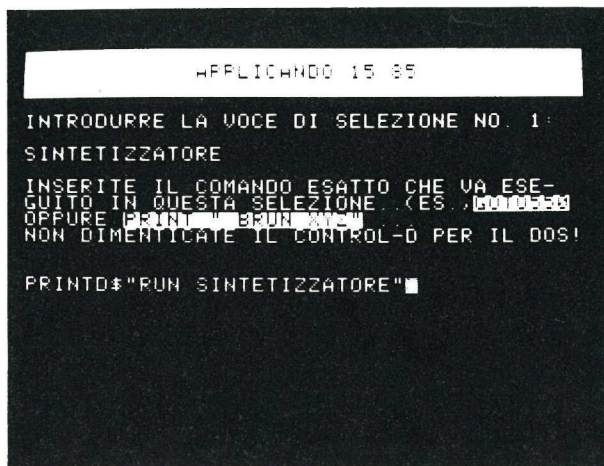 APPLICANDO 15 85
INTRODURRE LA VOCE DI SELEZIONE NO. 1:
SINTETIZZATORE
INSERITE IL COMANDO ESATTO CHE VA ESE-
GUITO IN QUESTA SELEZIONE..(ES.,
OPPURE PRINT " BRUN XYZ"
NON DIMENTICATE IL CONTROL-D PER IL DOS!
PRINTD$"RUN SINTETIZZATORE"